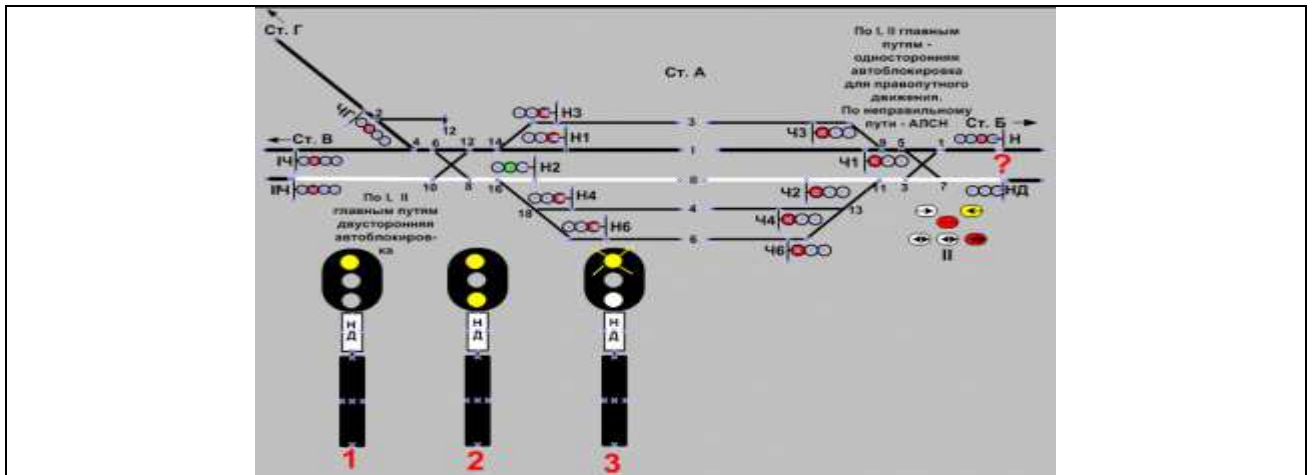 Ст. Г
По I, II главным
путям -
односторонняя
автоблокировка
для правопутного
движения.
По неправильному
пути - АЛСН
Ст. А
ЧГ
2
12
Н3
3
Ч3
Ст. Б
Ст. В
4
6
12
14
Н1
I
Ч1
9
5
1
Н
IЧ
?
Н2
IIЧ
10
8
16
II
Ч2
11
3
7
НД
По I, II
главным путям
двусторонняя
автоблокиров-
ка
18
Н4
4
Ч4
13
Н6
6
Ч6
II
НД
НД
НД
1
2
3